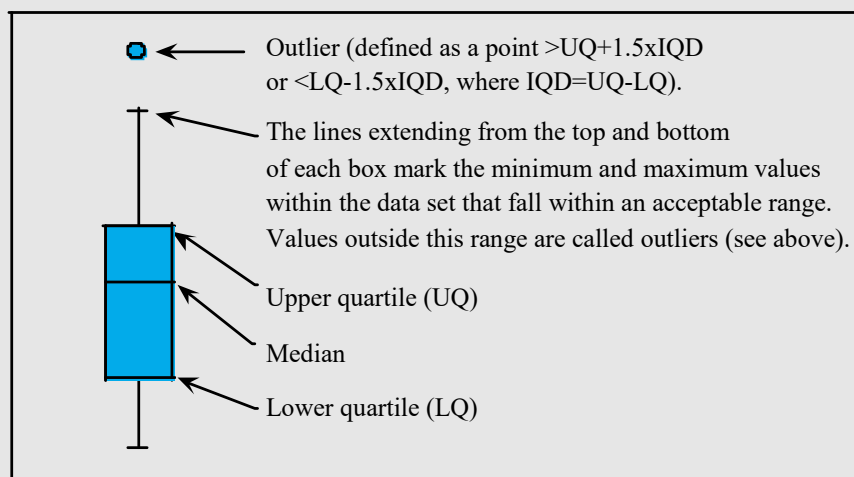 Outlier (defined as a point >UQ+1.5xIQD
or <LQ-1.5xIQD, where IQD=UQ-LQ).
The lines extending from the top and bottom
of each box mark the minimum and maximum values
within the data set that fall within an acceptable range.
Values outside this range are called outliers (see above).
Upper quartile (UQ)
Median
Lower quartile (LQ)